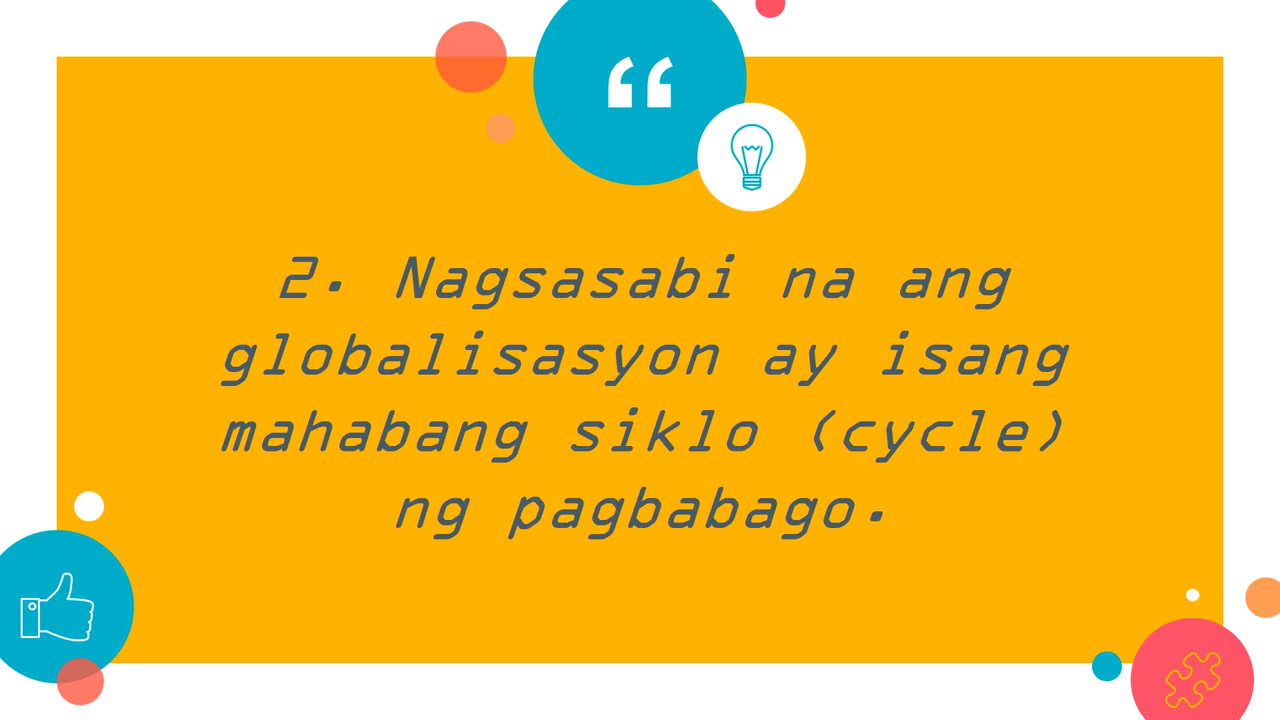 “
2. Nagsasabi na ang
globalisasyon ay isang
mahabang siklo (cycle)
ng pagbabago.